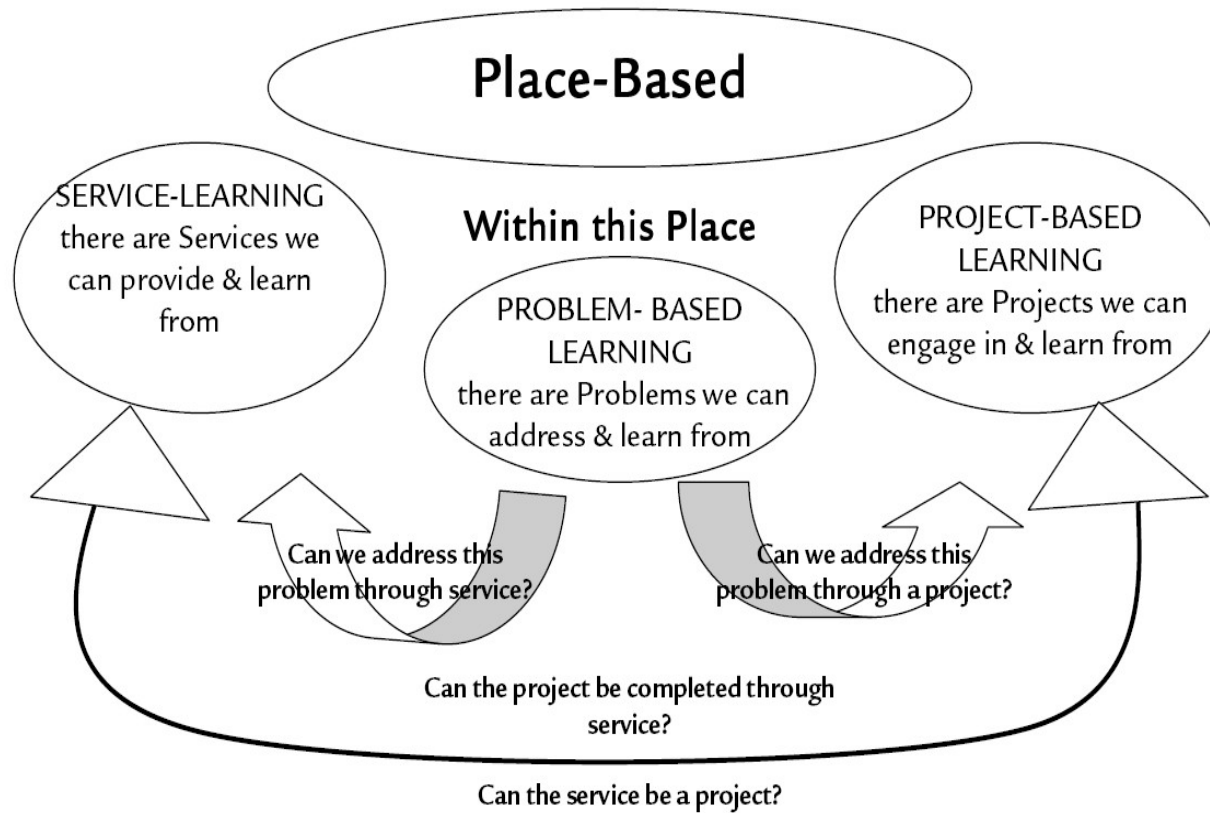 Place-Based
SERVICE-LEARNING
there are Services we
can provide & learn
from
Within this Place
PROBLEM- BASED
LEARNING
there are Problems we can
address & learn from
PROJECT-BASED
LEARNING
there are Projects we can
engage in & learn from
Can we address this
problem through service?
Can we address this
problem through a project?
Can the project be completed through
service?
Can the service be a project?